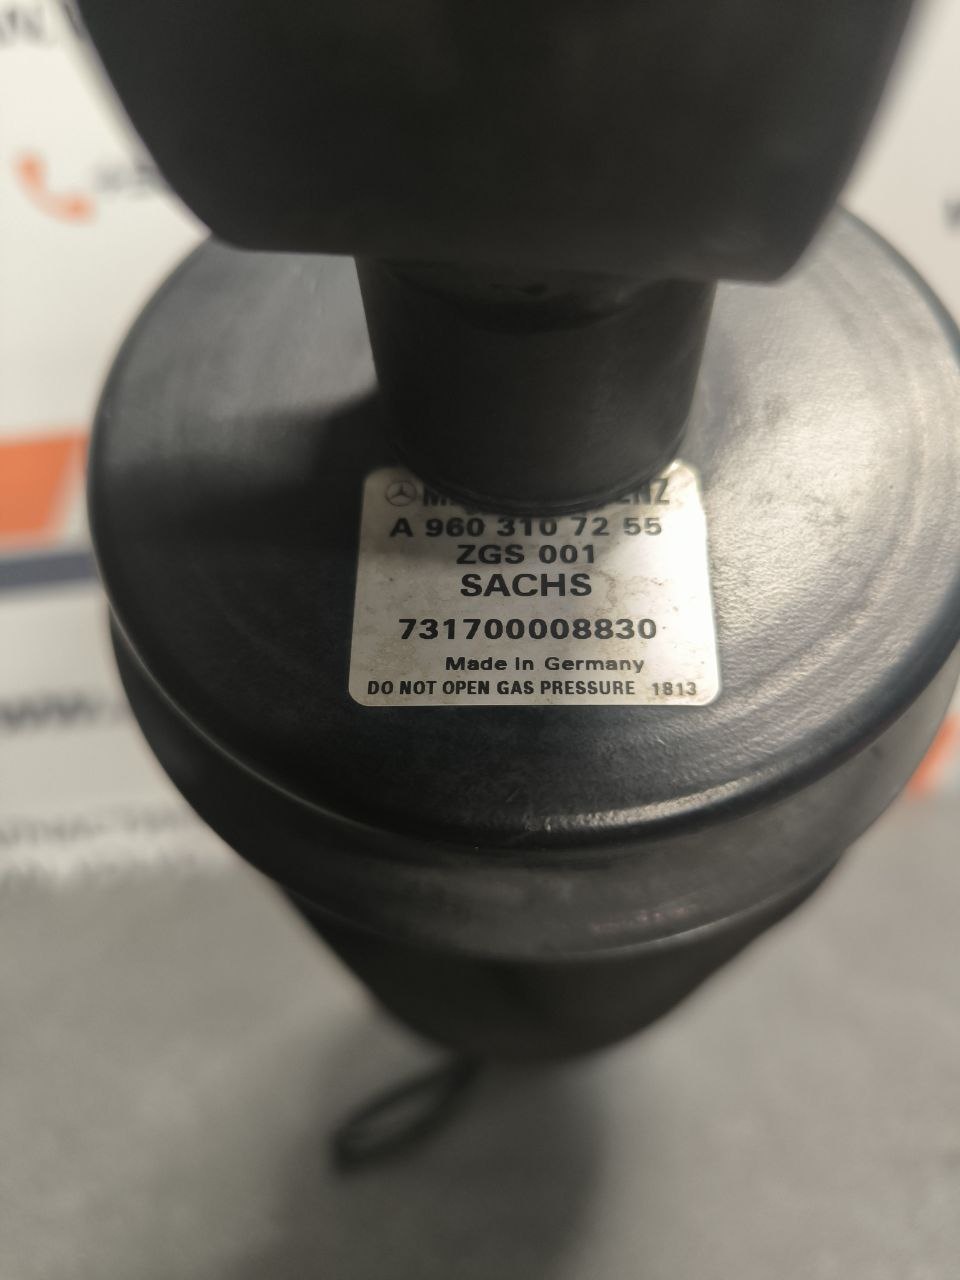 A 960 310 72 55
ZGS 001
SACHS
731700008830
Made in Germany
DO NOT OPEN GAS PRESSURE 1813